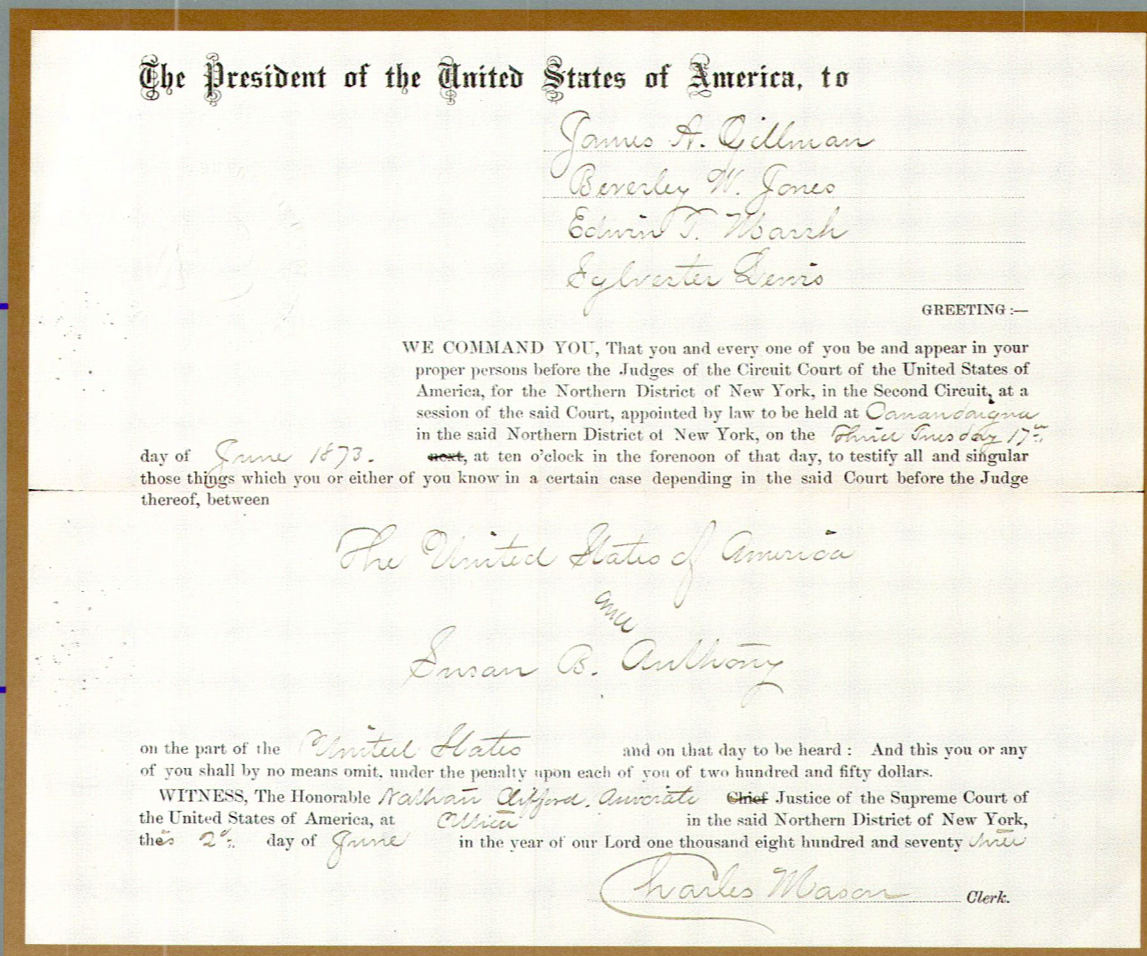 The President of the United States of America, to
James A. Gillman
Beverley W. Jones
Edwin T. Marsh
Sylvester Lewis
GREETING :—
WE COMMAND YOU, That you and every one of you be and appear in your
proper persons before the Judges of the Circuit Court of the United States of
America, for the Northern District of New York, in the Second Circuit, at a
session of the said Court, appointed by law to be held at Canandaigua
in the said Northern District of New York, on the Tuesday 17th
day of June 1873. next, at ten o'clock in the forenoon of that day, to testify all and singular
those things which you or either of you know in a certain case depending in the said Court before the Judge
thereof, between
The United States of America
and
Susan B. Anthony
on the part of the United States and on that day to be heard : And this you or any
of you shall by no means omit, under the penalty upon each of you of two hundred and fifty dollars.
WITNESS, The Honorable Nathan Clifford, Associate Chief Justice of the Supreme Court of
the United States of America, at Utica in the said Northern District of New York,
this 2d. day of June in the year of our Lord one thousand eight hundred and seventy three
Charles Mason Clerk.